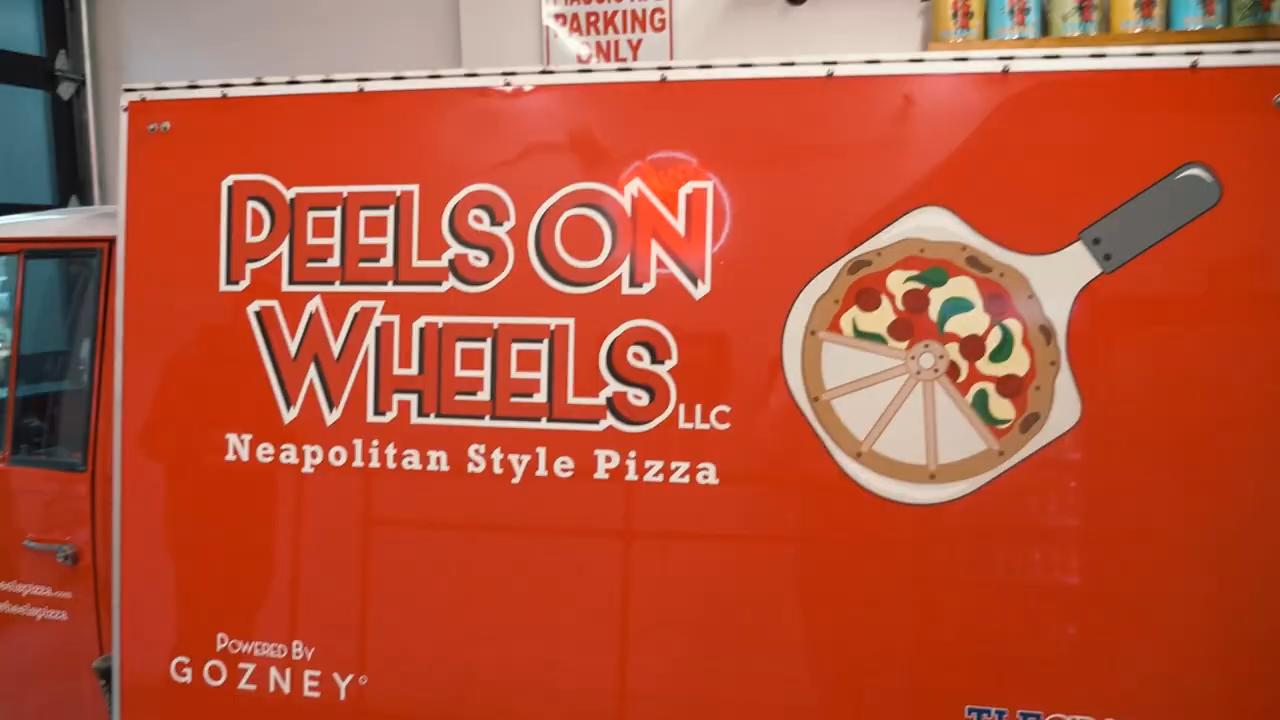 PARKING
ONLY
PEELS ON
WHEELS LLC
Neapolitan Style Pizza
POWERED BY
GOZNEY